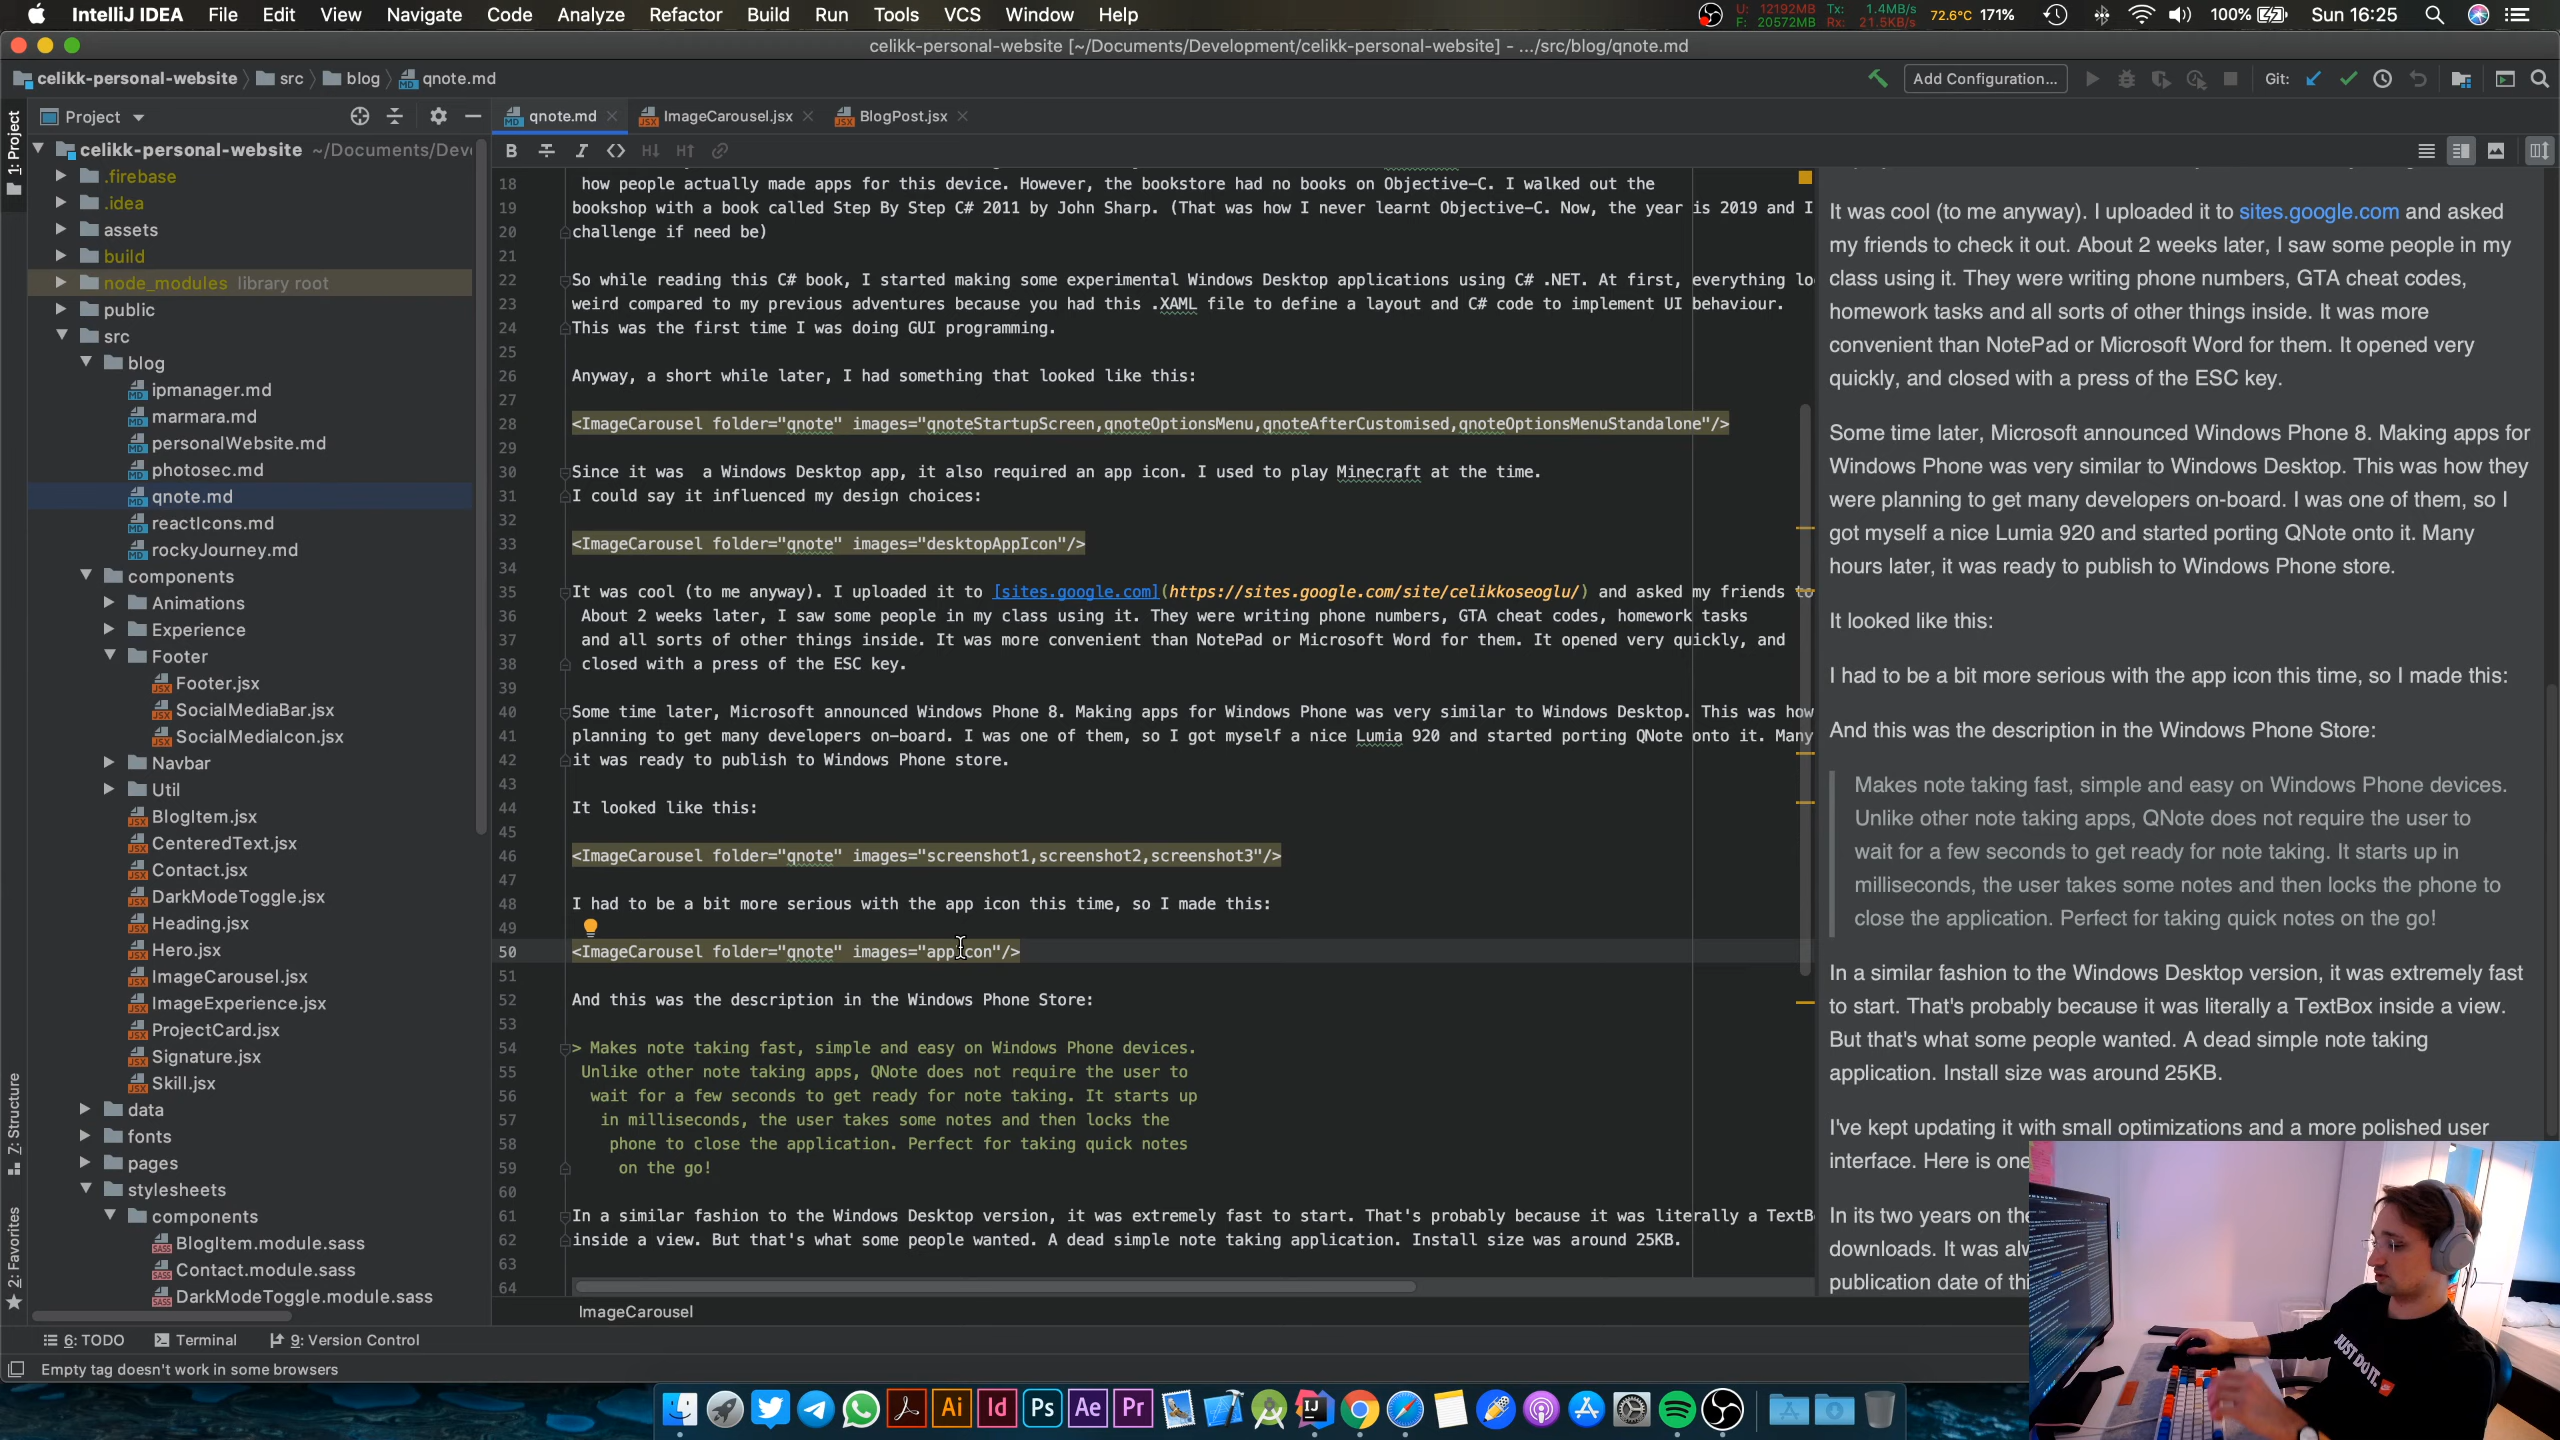 IntelliJ IDEA File Edit View Navigate Code Analyze Refactor Build Run Tools VCS Window Help
U: 12192MB Tx: 1.4MB/s 72.6°C 171% 100% Sun 16:25
F: 20572MB Rx: 21.5KB/s
celikk-personal-website [~/Documents/Development/celikk-personal-website] - .../src/blog/qnote.md
celikk-personal-website src blog qnote.md
Add Configuration... Git:
Project
qnote.md ImageCarousel.jsx BlogPost.jsx
1: Project
7: Structure
2: Favorites
celikk-personal-website ~/Documents/Dev
.firebase
.idea
assets
build
node_modules library root
public
src
blog
ipmanager.md
marmara.md
personalWebsite.md
photosec.md
qnote.md
reactIcons.md
rockyJourney.md
components
Animations
Experience
Footer
Footer.jsx
SocialMediaBar.jsx
SocialMediaIcon.jsx
Navbar
Util
BlogItem.jsx
CenteredText.jsx
Contact.jsx
DarkModeToggle.jsx
Heading.jsx
Hero.jsx
ImageCarousel.jsx
ImageExperience.jsx
ProjectCard.jsx
Signature.jsx
Skill.jsx
data
fonts
pages
stylesheets
components
BlogItem.module.sass
Contact.module.sass
DarkModeToggle.module.sass
18 how people actually made apps for this device. However, the bookstore had no books on Objective-C. I walked out the
19 bookshop with a book called Step By Step C# 2011 by John Sharp. (That was how I never learnt Objective-C. Now, the year is 2019 and I
20 challenge if need be)
21
22 So while reading this C# book, I started making some experimental Windows Desktop applications using C# .NET. At first, everything lo
23 weird compared to my previous adventures because you had this .XAML file to define a layout and C# code to implement UI behaviour.
24 This was the first time I was doing GUI programming.
25
26 Anyway, a short while later, I had something that looked like this:
27
28 <ImageCarousel folder="qnote" images="qnoteStartupScreen,qnoteOptionsMenu,qnoteAfterCustomised,qnoteOptionsMenuStandalone"/>
29
30 Since it was  a Windows Desktop app, it also required an app icon. I used to play Minecraft at the time.
31 I could say it influenced my design choices:
32
33 <ImageCarousel folder="qnote" images="desktopAppIcon"/>
34
35 It was cool (to me anyway). I uploaded it to [sites.google.com](https://sites.google.com/site/celikkoseoglu/) and asked my friends to
36 About 2 weeks later, I saw some people in my class using it. They were writing phone numbers, GTA cheat codes, homework tasks
37 and all sorts of other things inside. It was more convenient than NotePad or Microsoft Word for them. It opened very quickly, and
38 closed with a press of the ESC key.
39
40 Some time later, Microsoft announced Windows Phone 8. Making apps for Windows Phone was very similar to Windows Desktop. This was how
41 planning to get many developers on-board. I was one of them, so I got myself a nice Lumia 920 and started porting QNote onto it. Many
42 it was ready to publish to Windows Phone store.
43
44 It looked like this:
45
46 <ImageCarousel folder="qnote" images="screenshot1,screenshot2,screenshot3"/>
47
48 I had to be a bit more serious with the app icon this time, so I made this:
49
50 <ImageCarousel folder="qnote" images="appIcon"/>
51
52 And this was the description in the Windows Phone Store:
53
54 > Makes note taking fast, simple and easy on Windows Phone devices.
55 Unlike other note taking apps, QNote does not require the user to
56 wait for a few seconds to get ready for note taking. It starts up
57 in milliseconds, the user takes some notes and then locks the
58 phone to close the application. Perfect for taking quick notes
59 on the go!
60
61 In a similar fashion to the Windows Desktop version, it was extremely fast to start. That's probably because it was literally a TextB
62 inside a view. But that's what some people wanted. A dead simple note taking application. Install size was around 25KB.
63
64
ImageCarousel
It was cool (to me anyway). I uploaded it to sites.google.com and asked
my friends to check it out. About 2 weeks later, I saw some people in my
class using it. They were writing phone numbers, GTA cheat codes,
homework tasks and all sorts of other things inside. It was more
convenient than NotePad or Microsoft Word for them. It opened very
quickly, and closed with a press of the ESC key.
Some time later, Microsoft announced Windows Phone 8. Making apps for
Windows Phone was very similar to Windows Desktop. This was how they
were planning to get many developers on-board. I was one of them, so I
got myself a nice Lumia 920 and started porting QNote onto it. Many
hours later, it was ready to publish to Windows Phone store.
It looked like this:
I had to be a bit more serious with the app icon this time, so I made this:
And this was the description in the Windows Phone Store:
Makes note taking fast, simple and easy on Windows Phone devices.
Unlike other note taking apps, QNote does not require the user to
wait for a few seconds to get ready for note taking. It starts up in
milliseconds, the user takes some notes and then locks the phone to
close the application. Perfect for taking quick notes on the go!
In a similar fashion to the Windows Desktop version, it was extremely fast
to start. That's probably because it was literally a TextBox inside a view.
But that's what some people wanted. A dead simple note taking
application. Install size was around 25KB.
I've kept updating it with small optimizations and a more polished user
interface. Here is one
In its two years on the
downloads. It was alw
publication date of thi
JUST DO IT.
6: TODO Terminal 9: Version Control
Empty tag doesn't work in some browsers
Ai Id Ps Ae Pr IJ